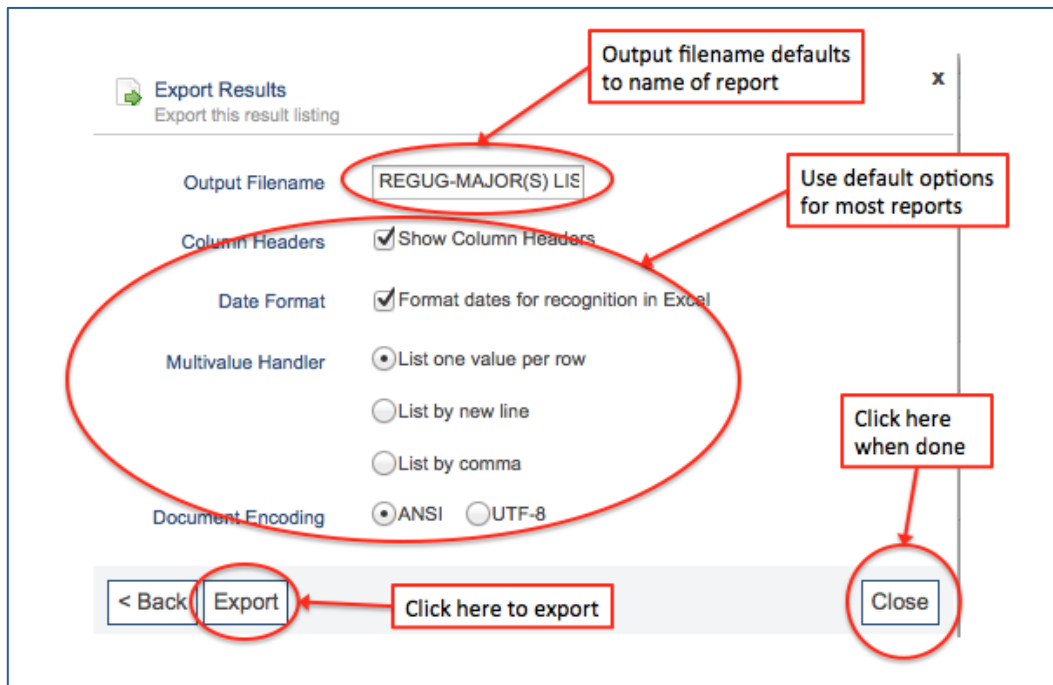 Output filename defaults
to name of report
x
Export Results
Export this result listing
Output Filename
REGUG-MAJOR(S) LIS
Use default options
for most reports
Column Headers
Show Column Headers
Date Format
Format dates for recognition in Excel
Multivalue Handler
List one value per row
List by new line
List by comma
Click here
when done
Document Encoding
ANSI UTF-8
< Back Export
Click here to export
Close